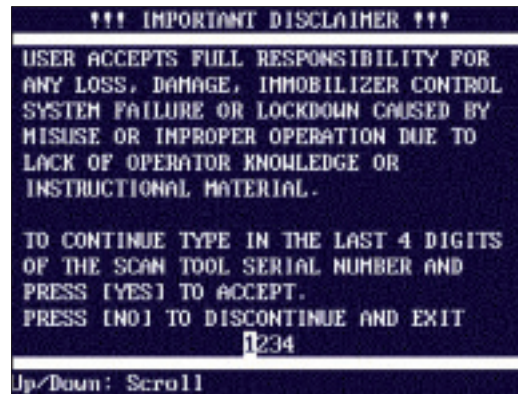 !!! IMPORTANT DISCLAIMER !!!
USER ACCEPTS FULL RESPONSIBILITY FOR
ANY LOSS, DAMAGE, IMMOBILIZER CONTROL
SYSTEM FAILURE OR LOCKDOWN CAUSED BY
MISUSE OR IMPROPER OPERATION DUE TO
LACK OF OPERATOR KNOWLEDGE OR
INSTRUCTIONAL MATERIAL.
TO CONTINUE TYPE IN THE LAST 4 DIGITS
OF THE SCAN TOOL SERIAL NUMBER AND
PRESS [YES] TO ACCEPT.
PRESS [NO] TO DISCONTINUE AND EXIT
1234
Up/Down: Scroll